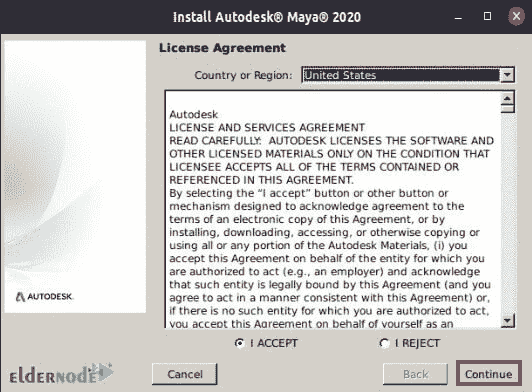 Install Autodesk® Maya® 2020
License Agreement
Country or Region: United States
Autodesk
LICENSE AND SERVICES AGREEMENT
READ CAREFULLY: AUTODESK LICENSES THE SOFTWARE AND
OTHER LICENSED MATERIALS ONLY ON THE CONDITION THAT
LICENSEE ACCEPTS ALL OF THE TERMS CONTAINED OR
REFERENCED IN THIS AGREEMENT.
By selecting the “I accept” button or other button or
mechanism designed to acknowledge agreement to the
terms of an electronic copy of this Agreement, or by
installing, downloading, accessing, or otherwise copying or
using all or any portion of the Autodesk Materials, (i) you
accept this Agreement on behalf of the entity for which you
are authorized to act (e.g., an employer) and acknowledge
that such entity is legally bound by this Agreement (and you
agree to act in a manner consistent with this Agreement) or,
if there is no such entity for which you are authorized to act,
you accept this Agreement on behalf of yourself as an
AUTODESK.
I ACCEPT I REJECT
ELDERNODE
Cancel Back Continue